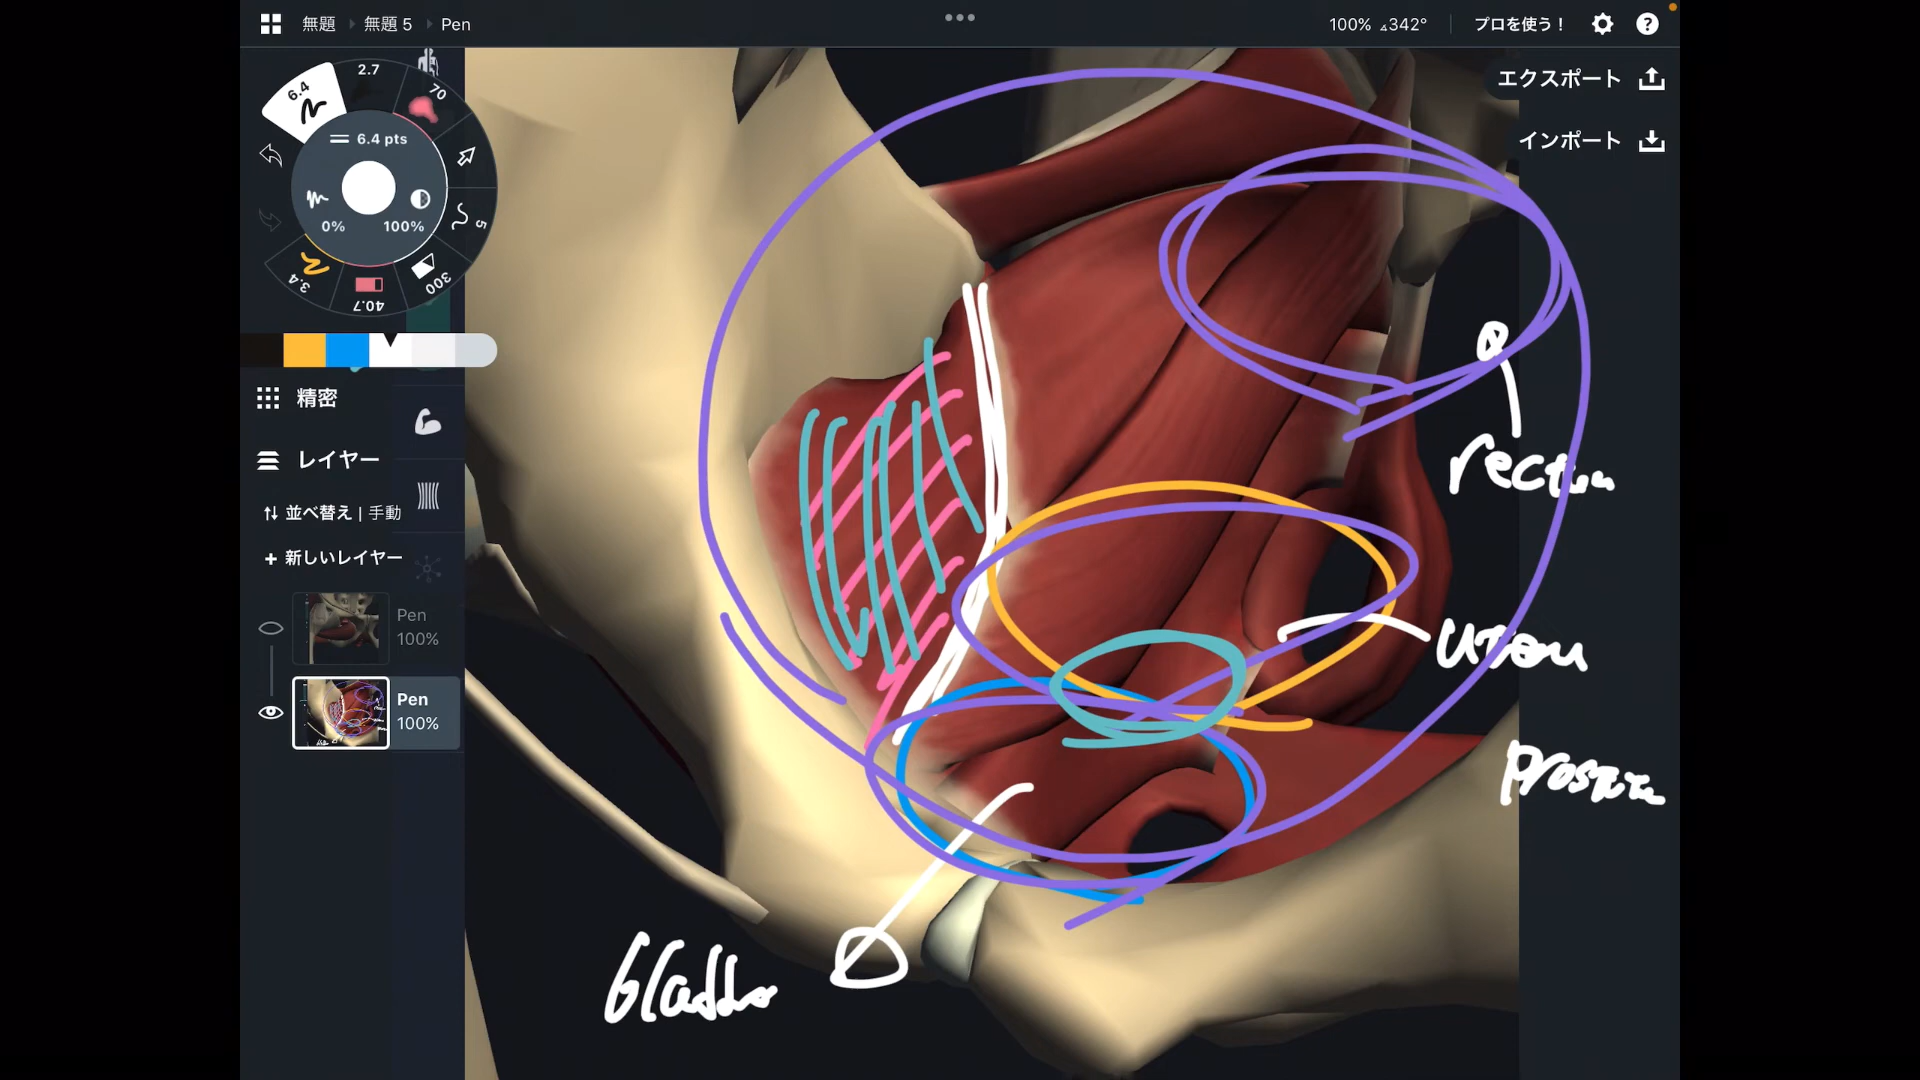 無題 無題 5 Pen
100% ⊿342°
プロを使う！
エクスポート
インポート
2.7
6.4
70
6.4 pts
0% 100%
5
3.4
40.7
300
精密
レイヤー
並べ替え | 手動
+ 新しいレイヤー
Pen
100%
Pen
100%
rectum
bladder